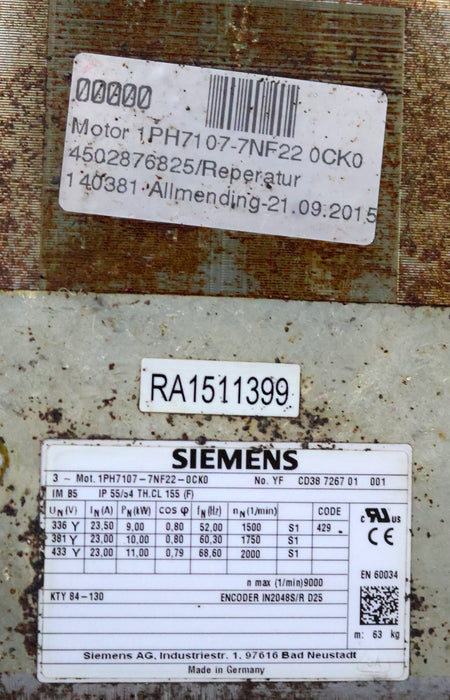 00000
Motor 1PH7107-7NF22 0CK0
4502876825/Reperatur
140381-Allmending-21.09.2015
RA1511399
SIEMENS
3 ~ Mot. 1PH7107-7NF22-0CK0 No. YF CD38 7267 01 001
IM B5 IP 55/54 TH.CL 155 (F)
UN(V) IN(A) PN(kW) COS φ fN(Hz) nN(1/min) CODE
336 Y 23,50 9,00 0,80 52,00 1500 S1 429
381 Y 23,00 10,00 0,80 60,30 1750 S1
433 Y 23,00 11,00 0,79 68,60 2000 S1
c RU US
CE
n max (1/min)9000
EN 60034
KTY 84-130 ENCODER IN2048S/R D25
m: 63 kg
Siemens AG, Industriestr. 1, 97616 Bad Neustadt
Made in Germany